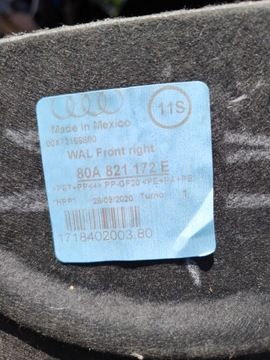 11S
Made in Mexico
WAL Front right
80A 821 172 E
28/09/2020 Turno: 1
1718402003.80